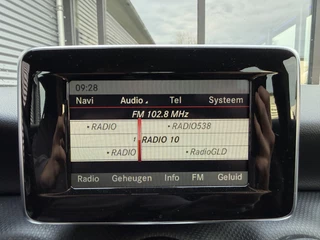 09:28
Navi Audio Tel Systeem
FM 102.8 MHz
RADIO RADIO538
1 RADIO 10
RADIO RadioGLD
Radio Geheugen Info FM Geluid